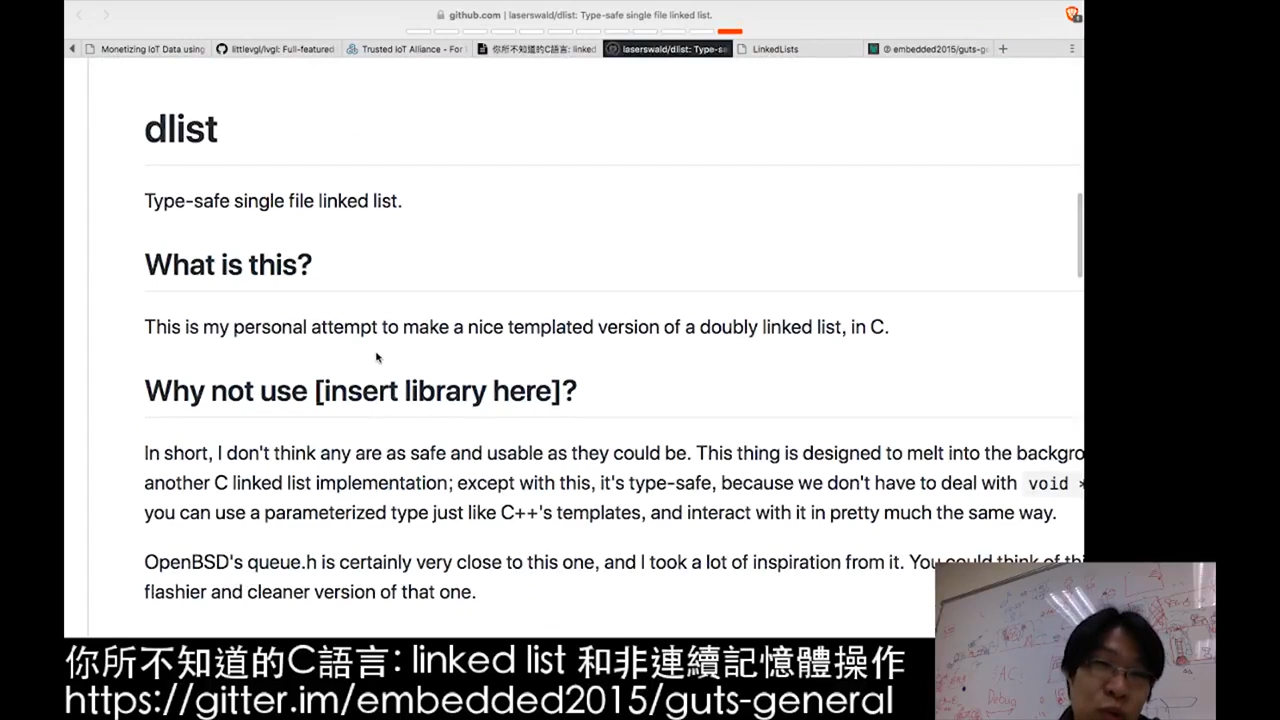 github.com | laserswald/dlist: Type-safe single file linked list.
Monetizing IoT Data using
littlevgl/lvgl: Full-featured
Trusted IoT Alliance - For
你所不知道的C語言: linked
laserswald/dlist: Type-sa
LinkedLists
@ embedded2015/guts-g
dlist
Type-safe single file linked list.
What is this?
This is my personal attempt to make a nice templated version of a doubly linked list, in C.
Why not use [insert library here]?
In short, I don't think any are as safe and usable as they could be. This thing is designed to melt into the backgro
another C linked list implementation; except with this, it's type-safe, because we don't have to deal with void *
you can use a parameterized type just like C++'s templates, and interact with it in pretty much the same way.
OpenBSD's queue.h is certainly very close to this one, and I took a lot of inspiration from it. You could think of thi
flashier and cleaner version of that one.
Debug
你所不知道的C語言: linked list 和非連續記憶體操作
https://gitter.im/embedded2015/guts-general